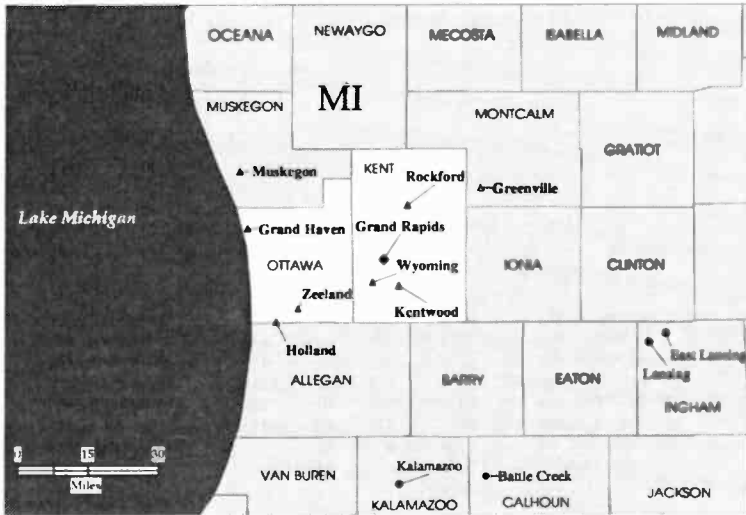 OCEANA
NEWAYGO
MECOSTA
ISABELLA
MIDLAND
MUSKEGON
MI
MONTCALM
GRATIOT
KENT
Rockford
Muskegon
Greenville
Lake Michigan
Grand Haven
Grand Rapids
OTTAWA
Wyoming
IONIA
CLINTON
Zeeland
Kentwood
Holland
East Lansing
Lansing
ALLEGAN
BARRY
EATON
INGHAM
0 15 30
Miles
VAN BUREN
Kalamazoo
Battle Creek
KALAMAZOO
CALHOUN
JACKSON